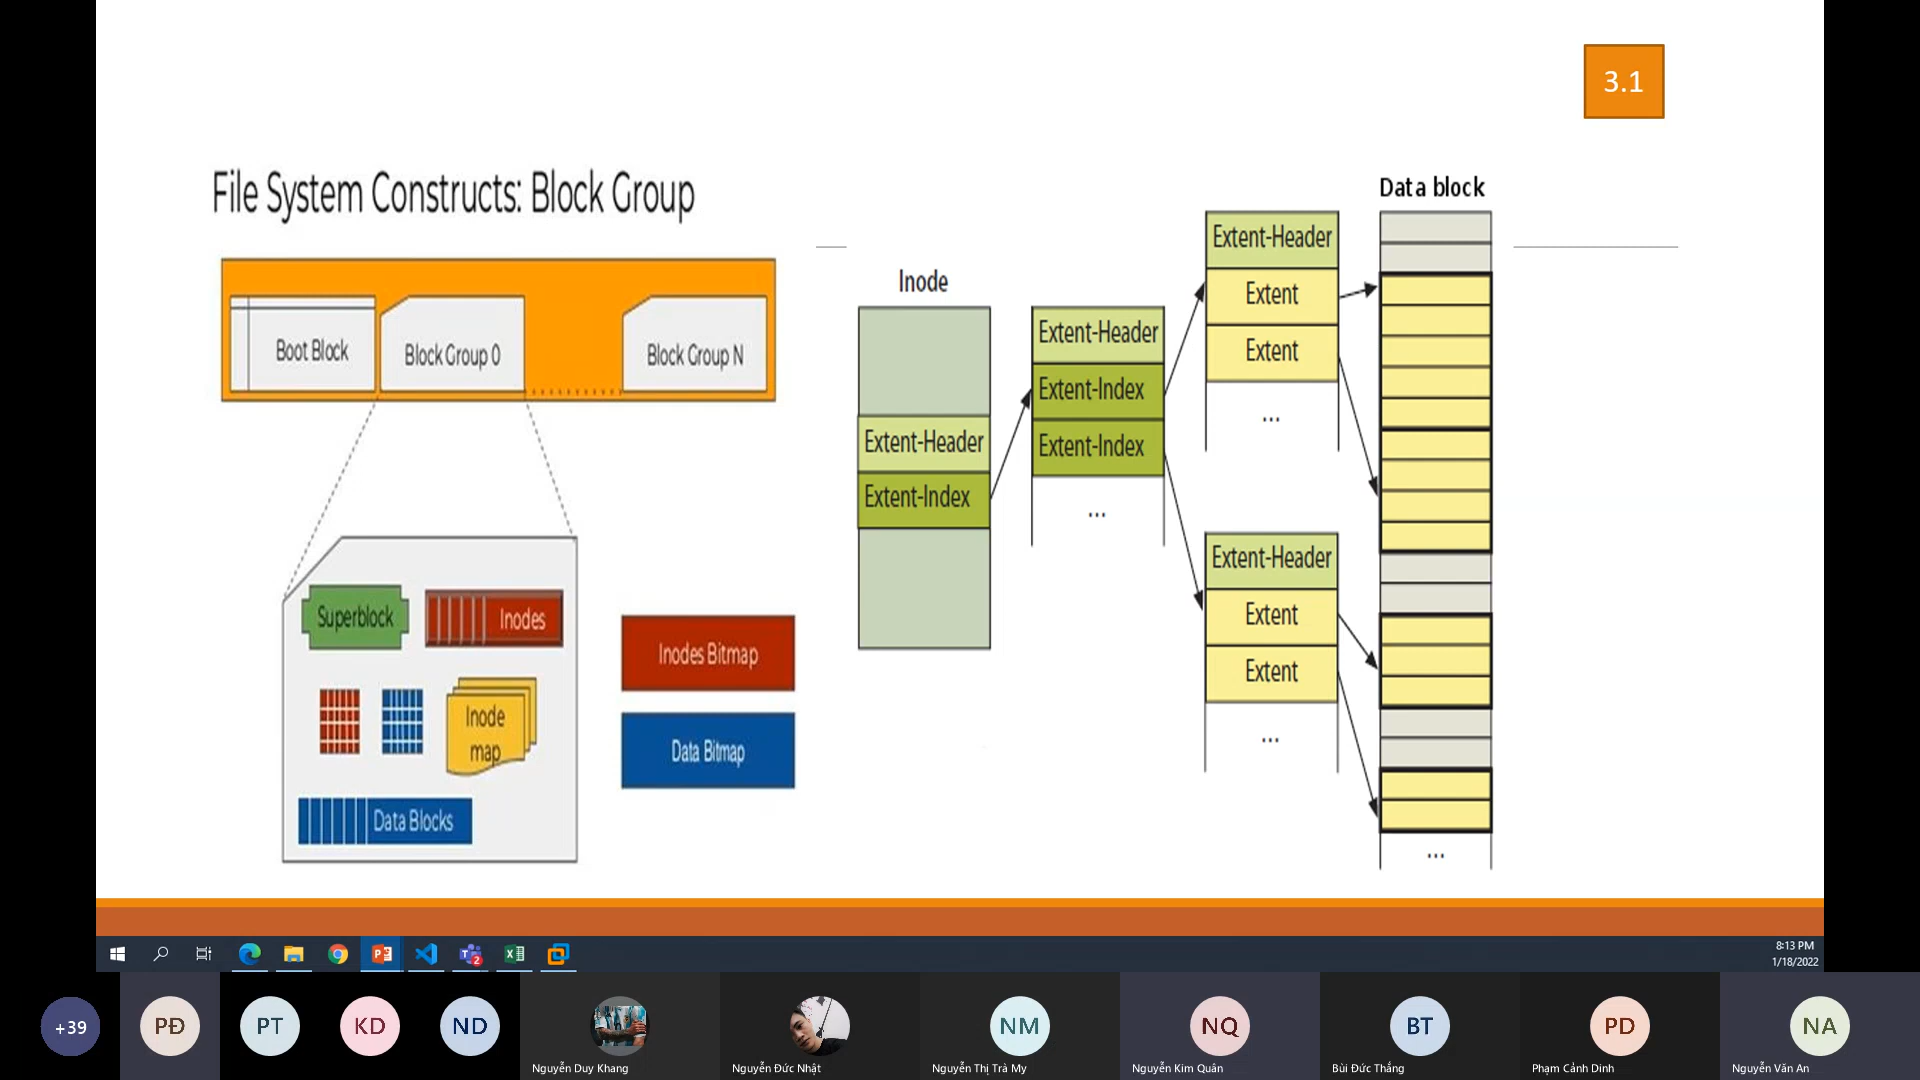 3.1
File System Constructs: Block Group
Boot Block
Block Group 0
Block Group N
Superblock
Inodes
Inode
map
Data Blocks
Inodes Bitmap
Data Bitmap
Inode
Extent-Header
Extent-Index
Extent-Header
Extent-Index
Extent-Index
...
Extent-Header
Extent
Extent
...
Extent-Header
Extent
Extent
...
Data block
...
2
8:13 PM
1/18/2022
+39
PĐ
PT
KD
ND
Nguyễn Duy Khang
Nguyễn Đức Nhật
NM
Nguyễn Thị Trà My
NQ
Nguyễn Kim Quân
BT
Bùi Đức Thắng
PD
Phạm Cảnh Dinh
NA
Nguyễn Văn An